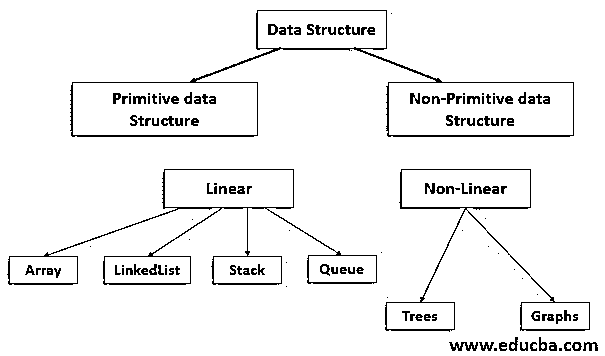 Data Structure
Primitive data
Structure
Non-Primitive data
Structure
Linear
Non-Linear
Array
LinkedList
Stack
Queue
Trees
Graphs
www.educba.com